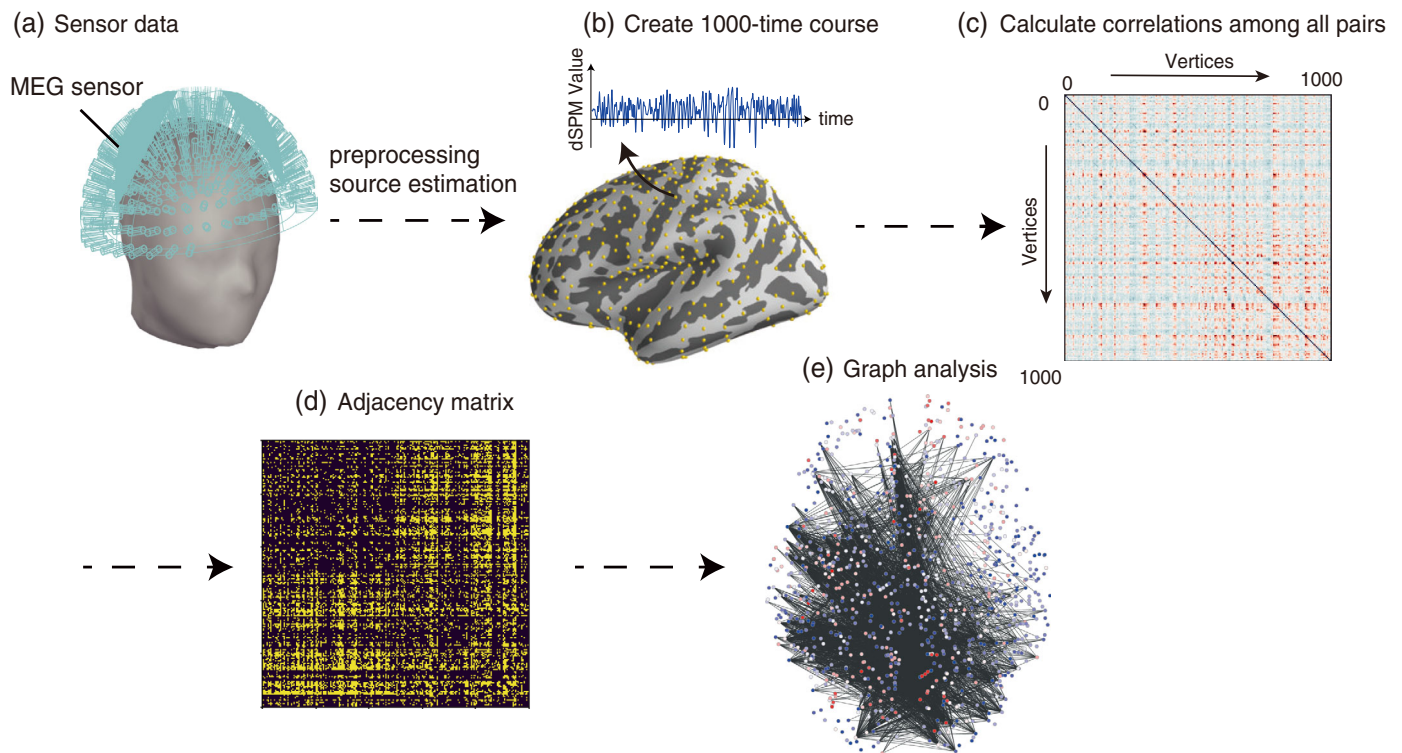 (a) Sensor data
MEG sensor
preprocessing
source estimation
(b) Create 1000-time course
dSPM Value
time
(c) Calculate correlations among all pairs
Vertices
0
1000
0
Vertices
1000
(d) Adjacency matrix
(e) Graph analysis